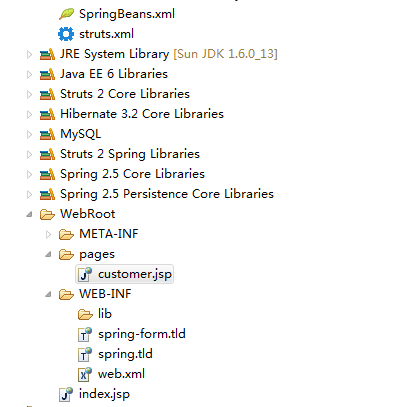 SpringBeans.xml
struts.xml
JRE System Library [Sun JDK 1.6.0_13]
Java EE 6 Libraries
Struts 2 Core Libraries
Hibernate 3.2 Core Libraries
MySQL
Struts 2 Spring Libraries
Spring 2.5 Core Libraries
Spring 2.5 Persistence Core Libraries
WebRoot
META-INF
pages
customer.jsp
WEB-INF
lib
spring-form.tld
spring.tld
web.xml
index.jsp